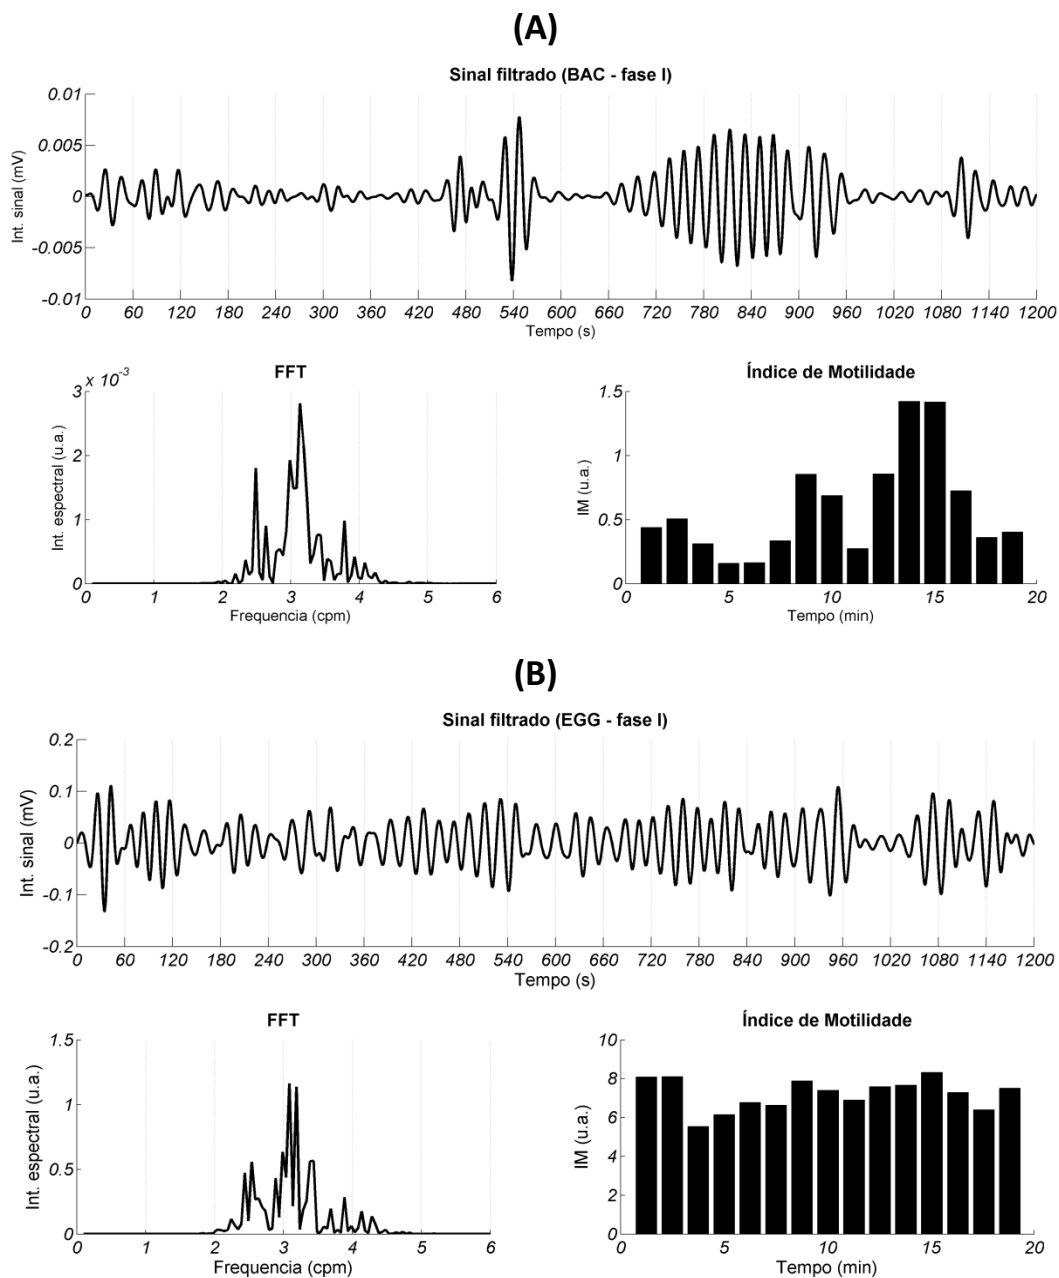 (A)
Sinal filtrado (BAC - fase I)
Int. sinal (mV)
0.01
0.005
0
-0.005
-0.01
0 60 120 180 240 300 360 420 480 540 600 660 720 780 840 900 960 1020 1080 1140 1200
Tempo (s)
FFT
x 10-3
Int. espectral (u.a.)
3
2
1
0
0 1 2 3 4 5 6
Frequencia (cpm)
Índice de Motilidade
IM (u.a.)
1.5
1
0.5
0
0 5 10 15 20
Tempo (min)
(B)
Sinal filtrado (EGG - fase I)
Int. sinal (mV)
0.2
0.1
0
-0.1
-0.2
0 60 120 180 240 300 360 420 480 540 600 660 720 780 840 900 960 1020 1080 1140 1200
Tempo (s)
FFT
Int. espectral (u.a.)
1.5
1
0.5
0
0 1 2 3 4 5 6
Frequencia (cpm)
Índice de Motilidade
IM (u.a.)
10
8
6
4
2
0
0 5 10 15 20
Tempo (min)